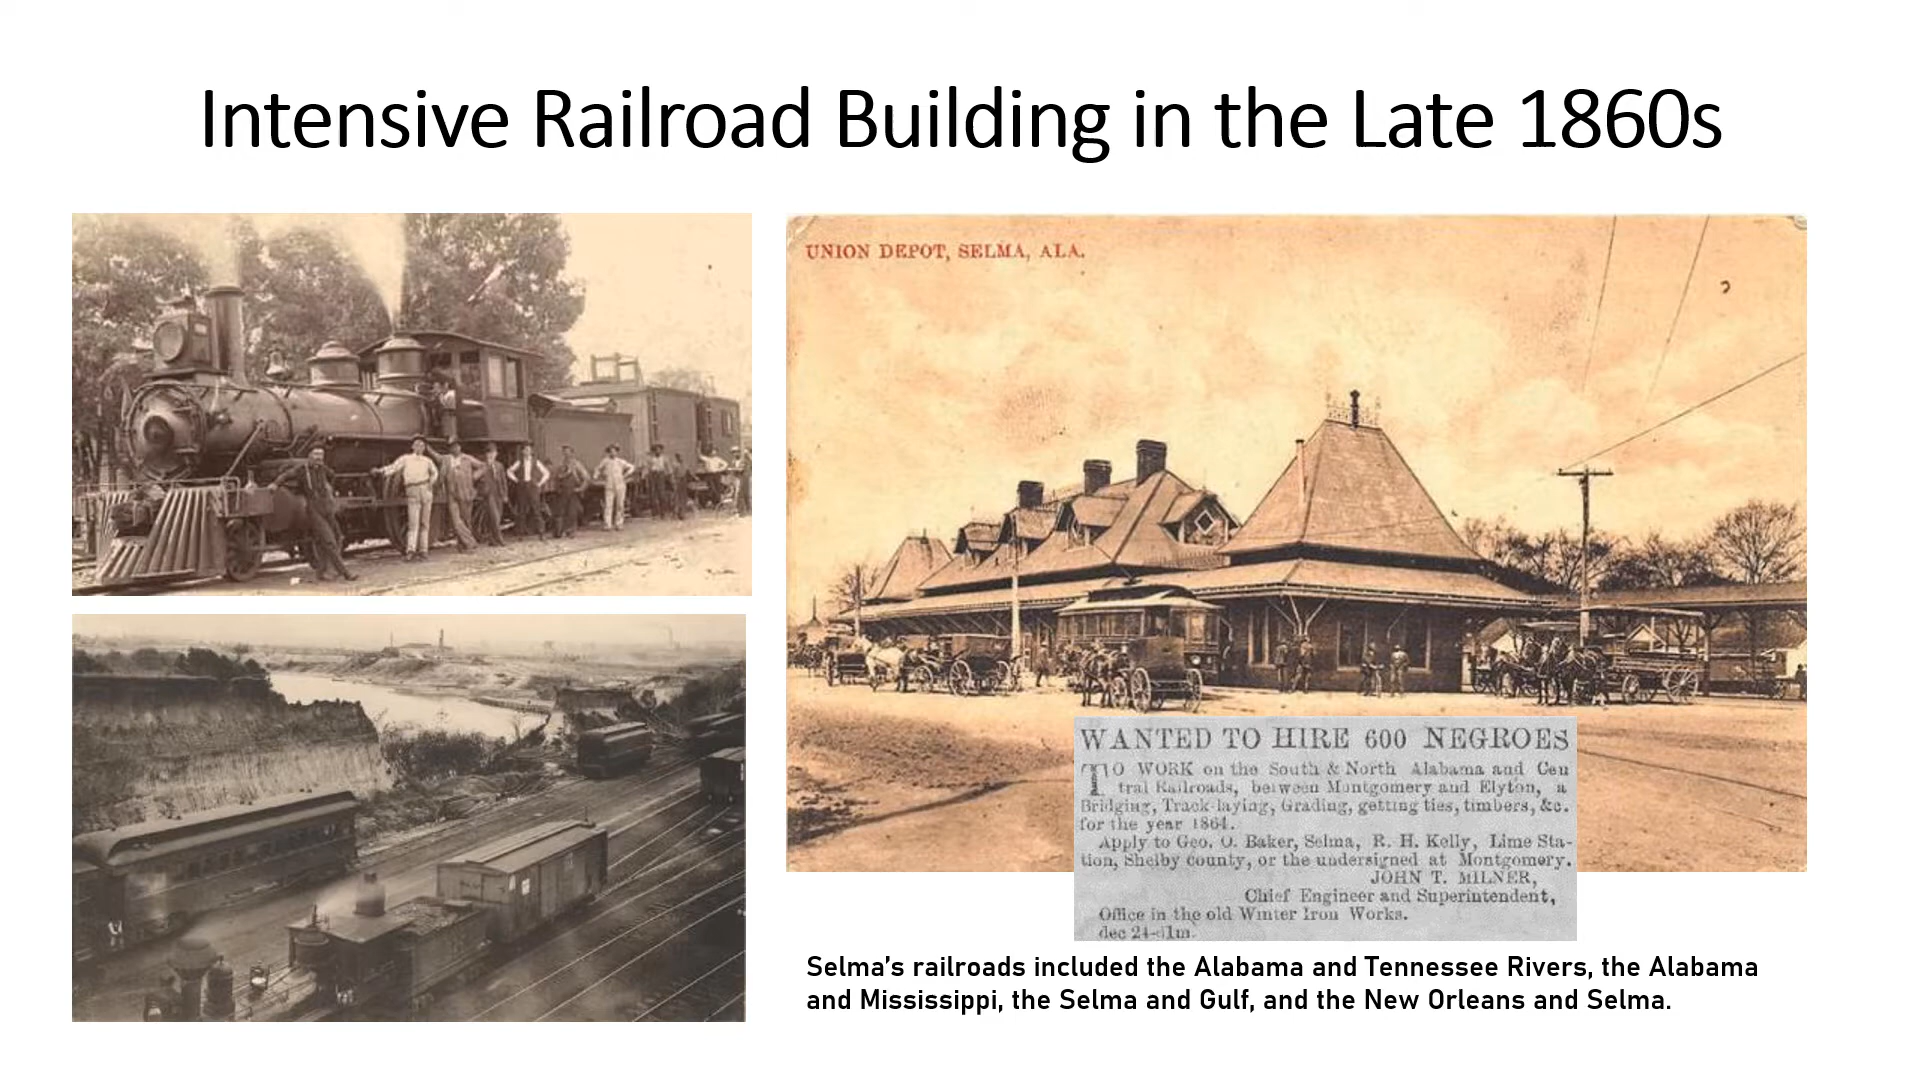 Intensive Railroad Building in the Late 1860s
UNION DEPOT, SELMA, ALA.
WANTED TO HIRE 600 NEGROES
TO WORK on the South & North Alabama and Cen
tral Railroads, between Montgomery and Elyton, a
Bridging, Track-laying, Grading, getting ties, timbers, &c.
for the year 1864.
Apply to Geo. O. Baker, Selma, R. H. Kelly, Lime Sta-
tion, Shelby county, or the undersigned at Montgomery.
JOHN T. MILNER,
Chief Engineer and Superintendent,
Office in the old Winter Iron Works.
dec 24-d1m
Selma’s railroads included the Alabama and Tennessee Rivers, the Alabama
and Mississippi, the Selma and Gulf, and the New Orleans and Selma.